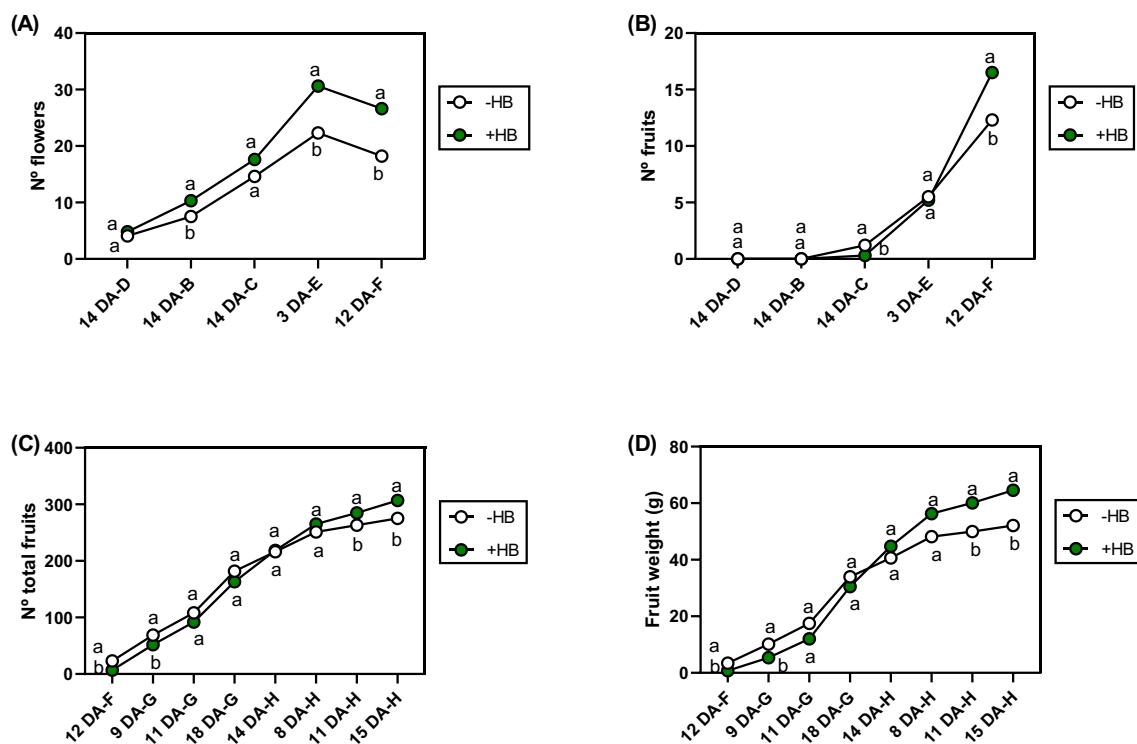 (A)
40
30
20
10
0
Nº flowers
a
a
a
a
a
a
b
a
b
b
14 DA-D
14 DA-B
14 DA-C
3 DA-E
12 DA-F
-HB
+HB
(B)
20
15
10
5
0
Nº fruits
a
a
a
a
a
a
a
b
a
b
14 DA-D
14 DA-B
14 DA-C
3 DA-E
12 DA-F
-HB
+HB
(C)
400
300
200
100
0
Nº total fruits
a
a
a
a
a
a
a
a
b
b
a
a
a
a
b
b
12 DA-F
9 DA-G
11 DA-G
18 DA-G
14 DA-H
8 DA-H
11 DA-H
15 DA-H
-HB
+HB
(D)
80
60
40
20
0
Fruit weight (g)
a
a
a
a
a
a
a
a
b
b
a
a
a
a
b
b
12 DA-F
9 DA-G
11 DA-G
18 DA-G
14 DA-H
8 DA-H
11 DA-H
15 DA-H
-HB
+HB